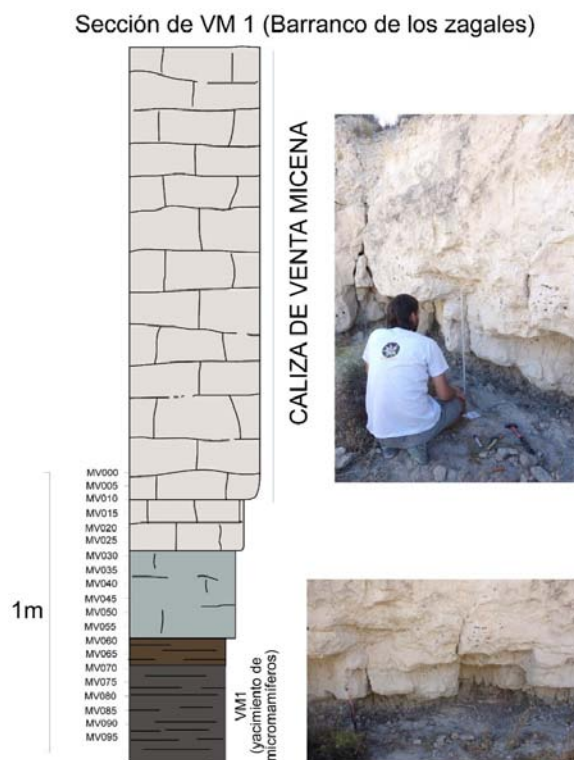 Sección de VM 1 (Barranco de los zagales)
CALIZA DE VENTA MICENA
MV000
MV005
MV010
MV015
MV020
MV025
MV030
MV035
MV040
MV045
MV050
MV055
MV060
MV065
MV070
MV075
MV080
MV085
MV090
MV095
1m
VM1
(yacimiento de
micromamíferos)